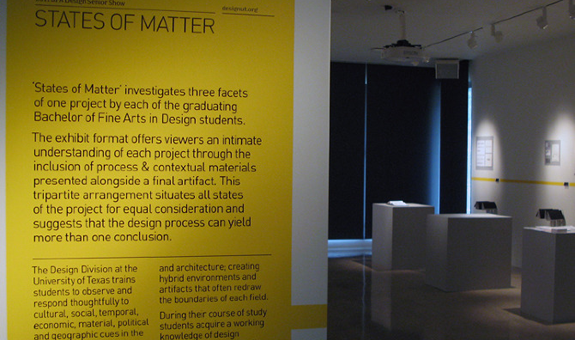 Design Senior Show
designut.org
STATES OF MATTER
'States of Matter' investigates three facets
of one project by each of the graduating
Bachelor of Fine Arts in Design students.
The exhibit format offers viewers an intimate
understanding of each project through the
inclusion of process & contextual materials
presented alongside a final artifact. This
tripartite arrangement situates all states
of the project for equal consideration and
suggests that the design process can yield
more than one conclusion.
The Design Division at the
University of Texas trains
students to observe and
respond thoughtfully to
cultural, social, temporal,
economic, material, political
and geographic cues in the
and architecture; creating
hybrid environments and
artifacts that often redraw
the boundaries of each field.
During their course of study
students acquire a working
knowledge of design